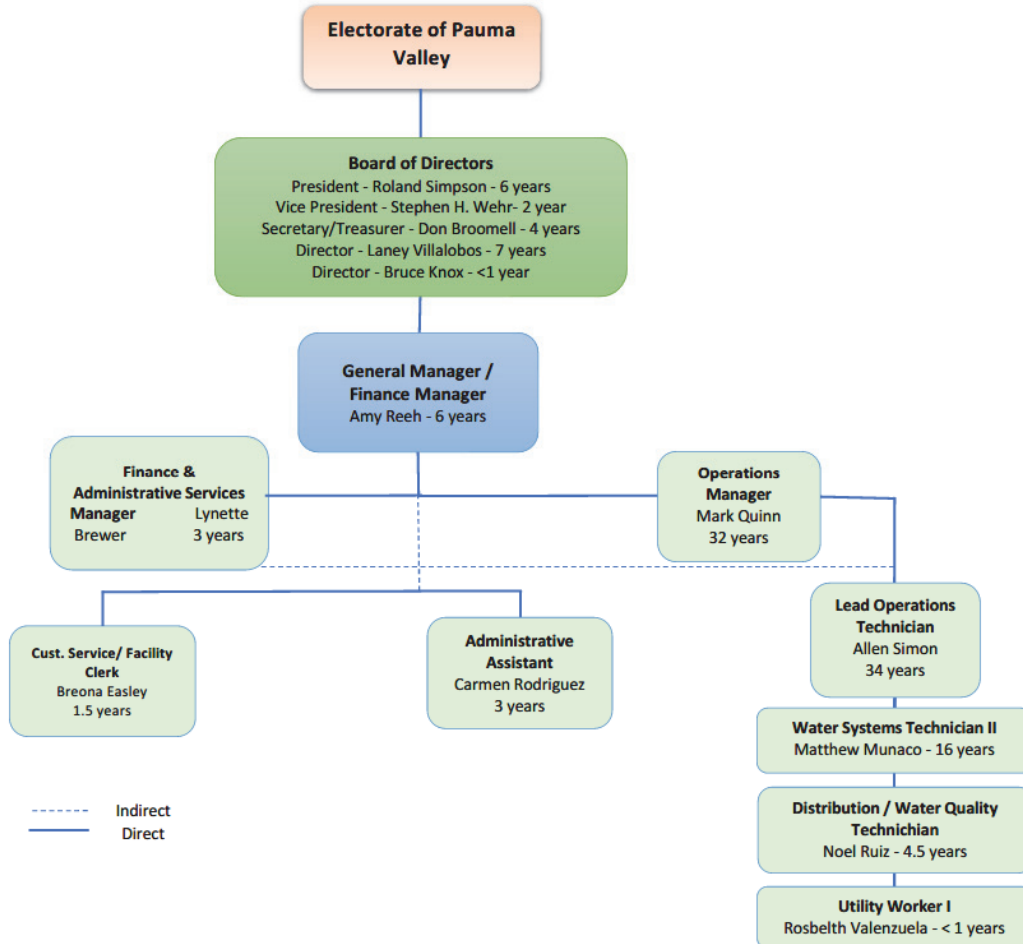 Electorate of Pauma
Valley
Board of Directors
President - Roland Simpson - 6 years
Vice President - Stephen H. Wehr- 2 year
Secretary/Treasurer - Don Broomell - 4 years
Director - Laney Villalobos - 7 years
Director - Bruce Knox - <1 year
General Manager /
Finance Manager
Amy Reeh - 6 years
Finance &
Administrative Services
Manager Lynette
Brewer 3 years
Operations
Manager
Mark Quinn
32 years
Lead Operations
Technician
Allen Simon
34 years
Cust. Service/ Facility
Clerk
Breona Easley
1.5 years
Administrative
Assistant
Carmen Rodriguez
3 years
Water Systems Technician II
Matthew Munaco - 16 years
Distribution / Water Quality
Technichian
Noel Ruiz - 4.5 years
Utility Worker I
Rosbelth Valenzuela - < 1 years
Indirect
Direct